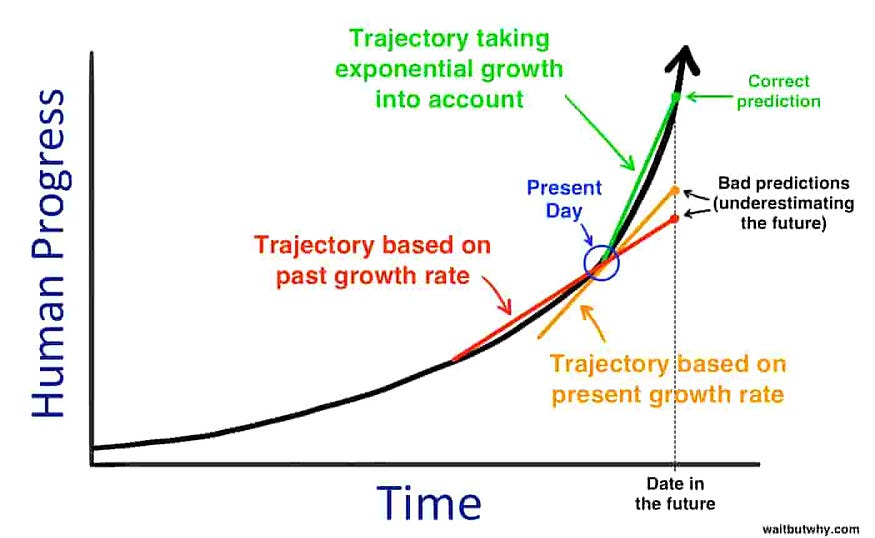 Trajectory taking
exponential growth
into account
Correct
prediction
Present
Day
Bad predictions
(underestimating
the future)
Trajectory based on
past growth rate
Trajectory based on
present growth rate
Human Progress
Time
Date in
the future
waitbutwhy.com